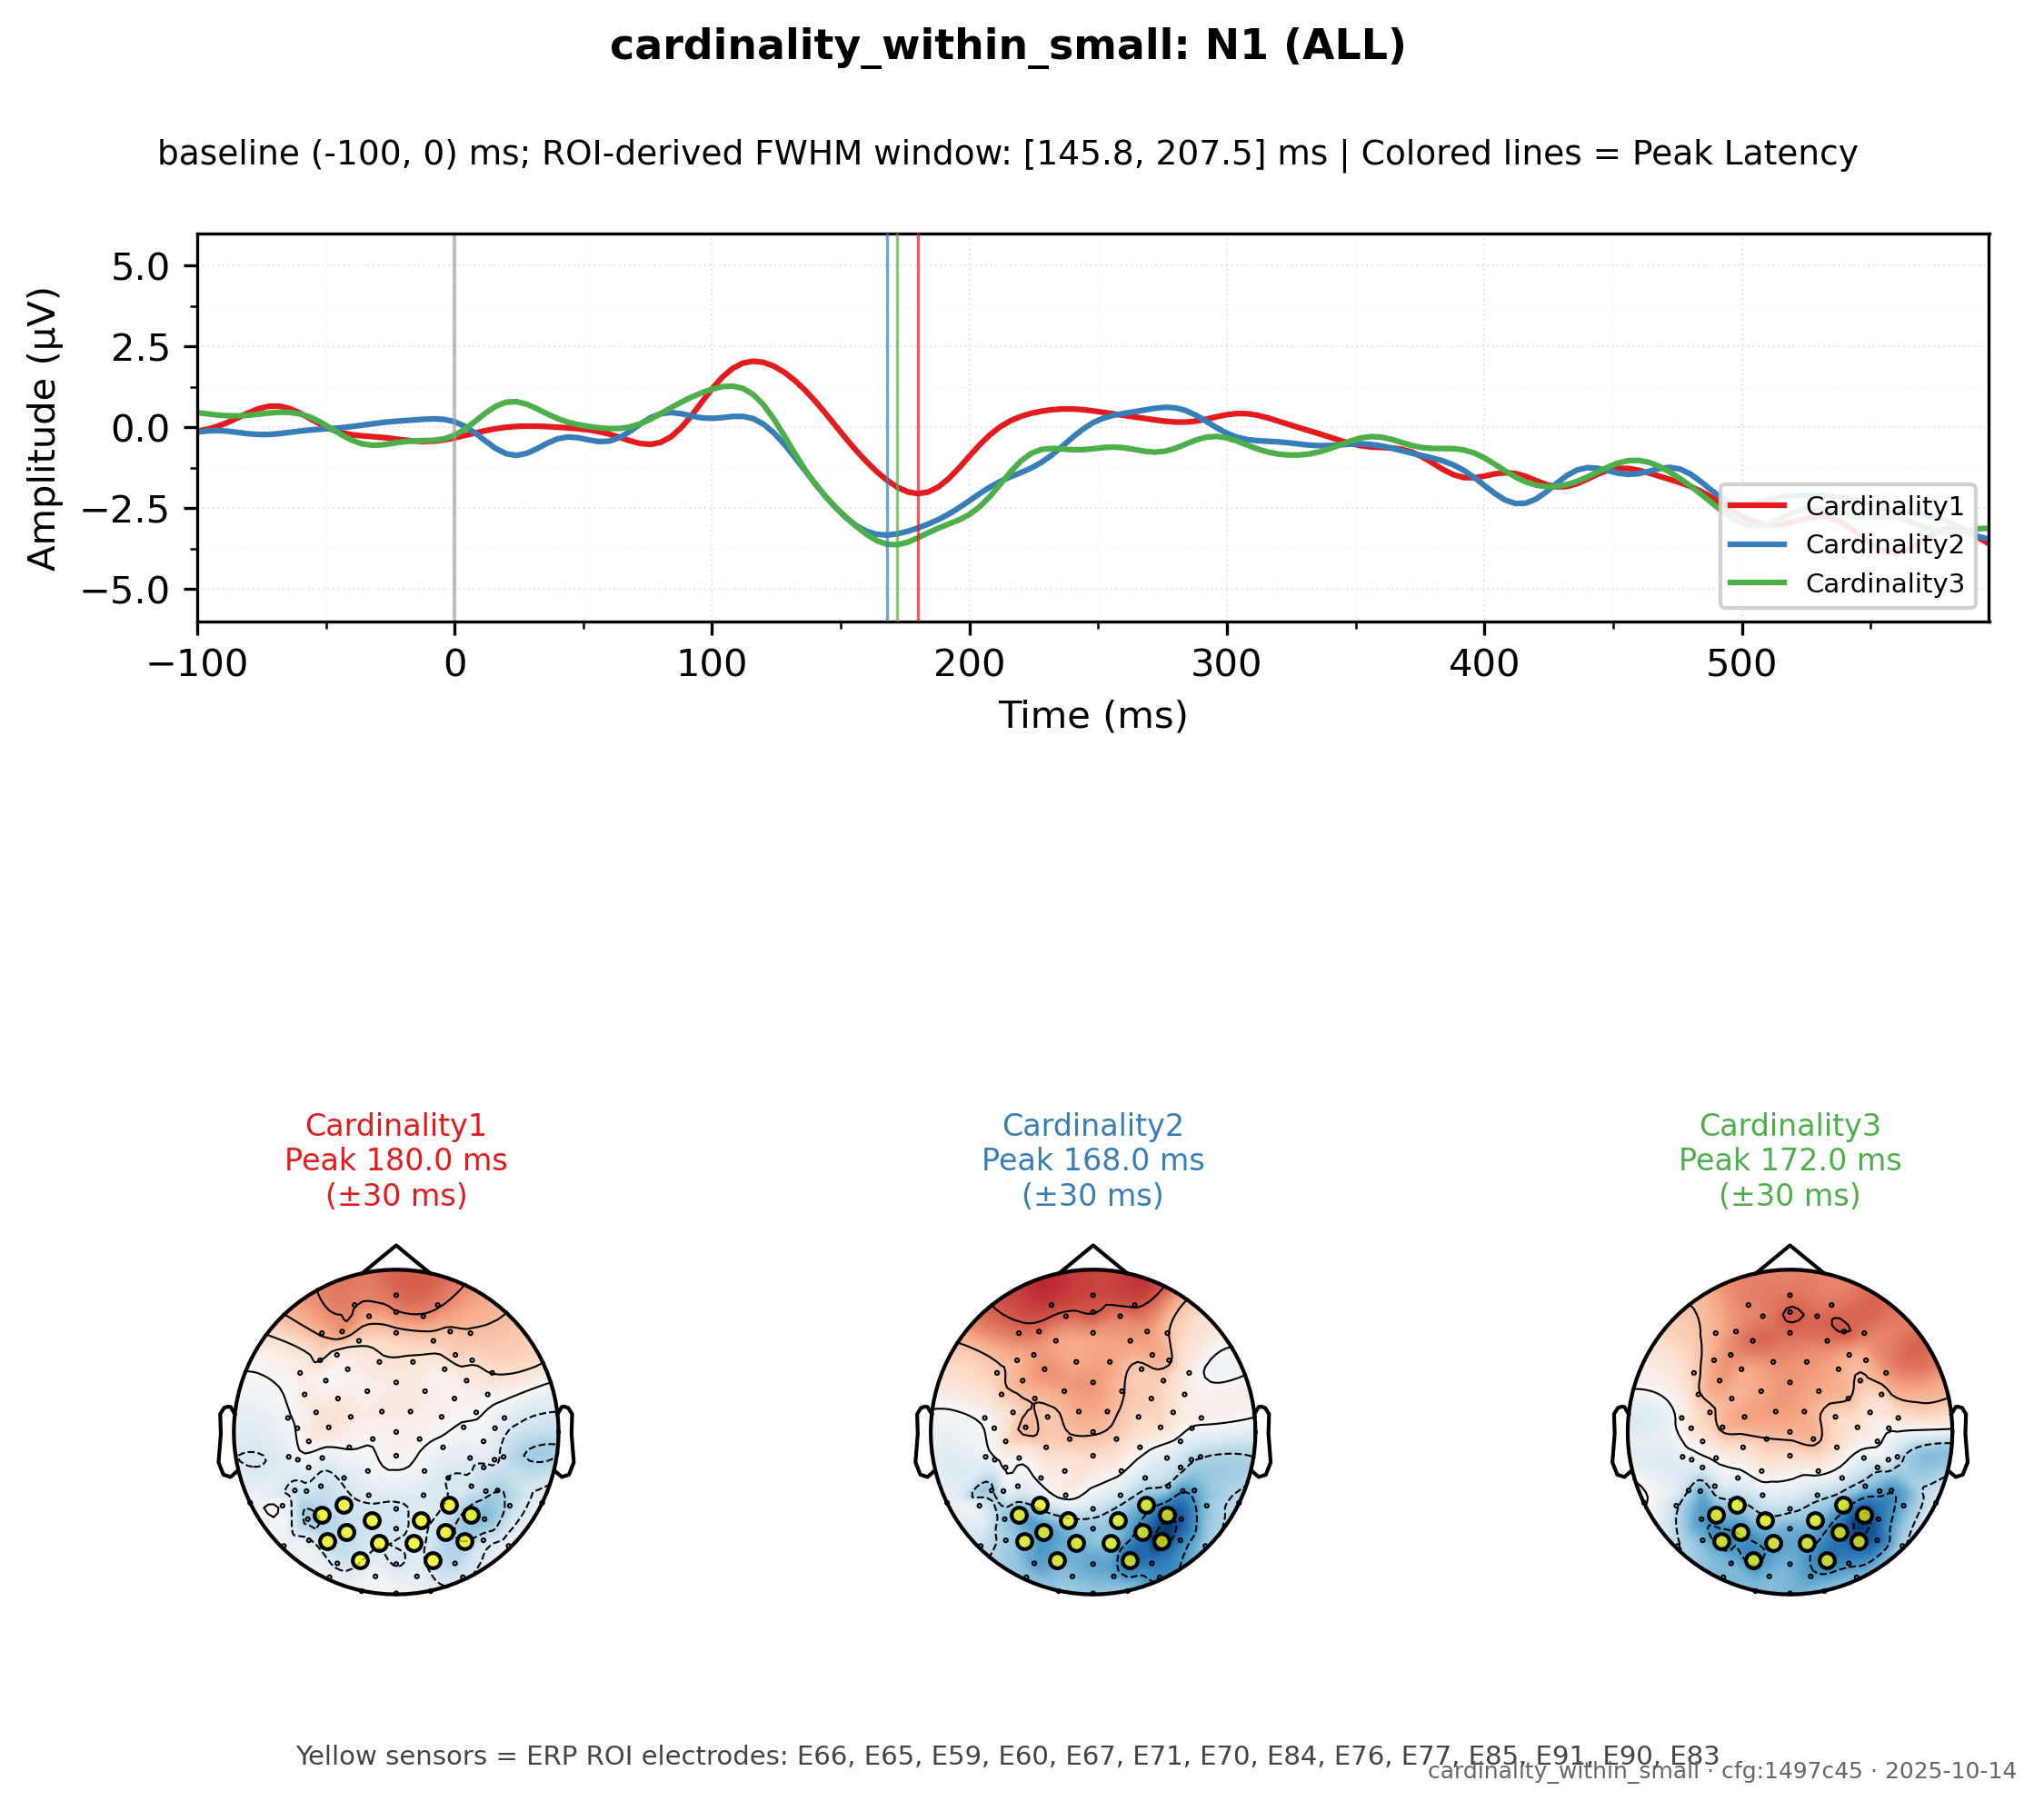 cardinality_within_small: N1 (ALL)
baseline (-100, 0) ms; ROI-derived FWHM window: [145.8, 207.5] ms | Colored lines = Peak Latency
Amplitude (µV)
5.0
2.5
0.0
−2.5
−5.0
Cardinality1
Cardinality2
Cardinality3
−100
0
100
200
300
400
500
Time (ms)
Cardinality1
Peak 180.0 ms
(±30 ms)
Cardinality2
Peak 168.0 ms
(±30 ms)
Cardinality3
Peak 172.0 ms
(±30 ms)
Yellow sensors = ERP ROI electrodes: E66, E65, E59, E60, E67, E71, E70, E84, E76, E77, E85, E91, E90, E83
cardinality_within_small · cfg:1497c45 · 2025-10-14